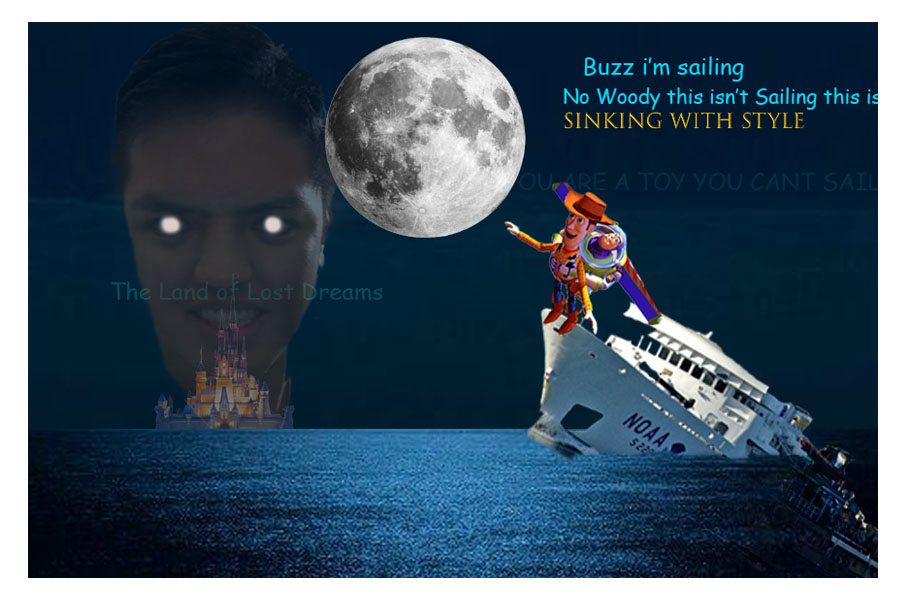 Buzz i'm sailing
No Woody this isn't Sailing this is
SINKING WITH STYLE
OU ARE A TOY YOU CANT SAIL
The Land of Lost Dreams
NOAA